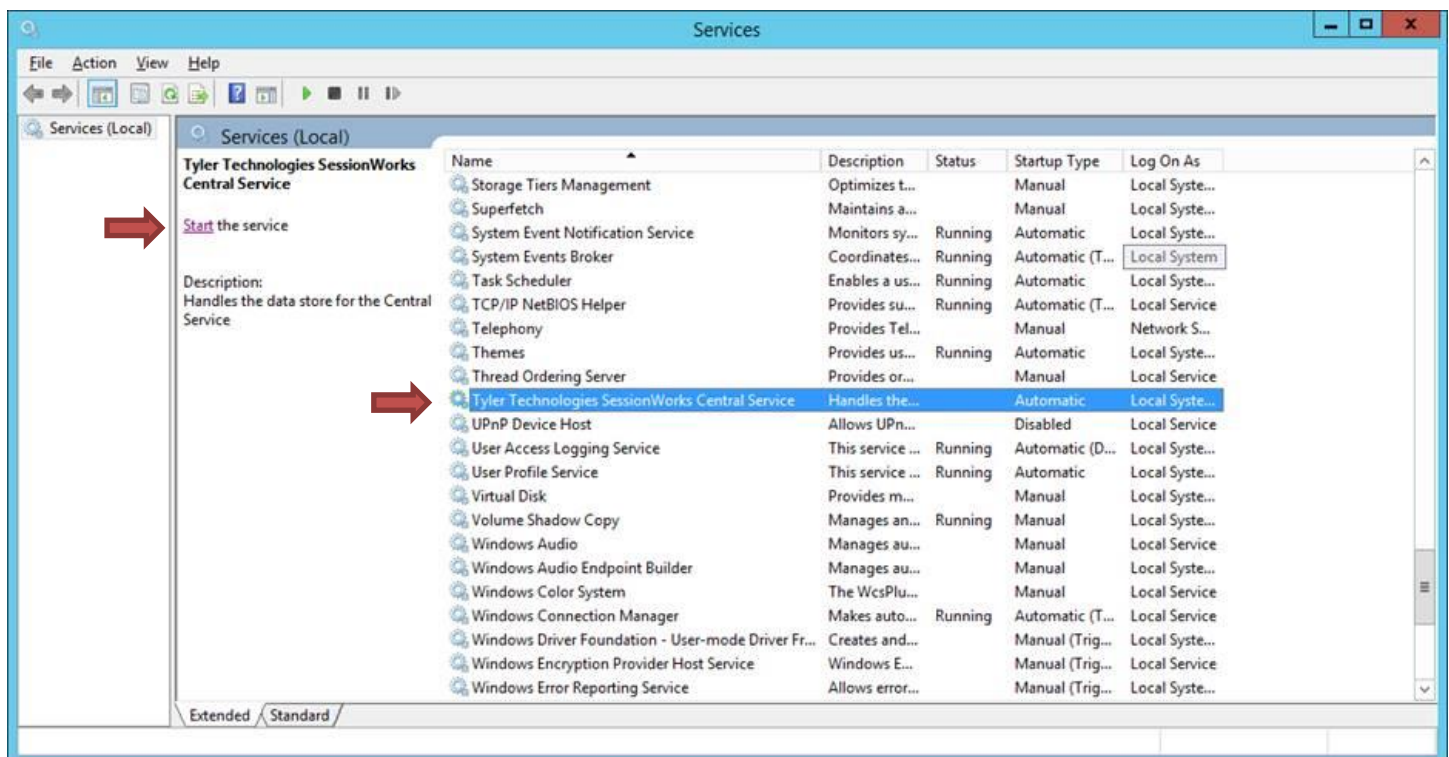 Services
File Action View Help
Services (Local)
Services (Local)
Tyler Technologies SessionWorks
Central Service
Start the service
Description:
Handles the data store for the Central
Service
Name Description Status Startup Type Log On As
Storage Tiers Management Optimizes t... Manual Local Syste...
Superfetch Maintains a... Manual Local Syste...
System Event Notification Service Monitors sy... Running Automatic Local Syste...
System Events Broker Coordinates... Running Automatic (T... Local System
Task Scheduler Enables a us... Running Automatic Local Syste...
TCP/IP NetBIOS Helper Provides su... Running Automatic (T... Local Service
Telephony Provides Tel... Manual Network S...
Themes Provides us... Running Automatic Local Syste...
Thread Ordering Server Provides or... Manual Local Service
Tyler Technologies SessionWorks Central Service Handles the... Automatic Local Syste...
UPnP Device Host Allows UPn... Disabled Local Service
User Access Logging Service This service ... Running Automatic (D... Local Syste...
User Profile Service This service ... Running Automatic Local Syste...
Virtual Disk Provides m... Manual Local Syste...
Volume Shadow Copy Manages an... Running Manual Local Syste...
Windows Audio Manages au... Manual Local Service
Windows Audio Endpoint Builder Manages au... Manual Local Syste...
Windows Color System The WcsPlu... Manual Local Service
Windows Connection Manager Makes auto... Running Automatic (T... Local Service
Windows Driver Foundation - User-mode Driver Fr... Creates and... Manual (Trig... Local Syste...
Windows Encryption Provider Host Service Windows E... Manual (Trig... Local Service
Windows Error Reporting Service Allows error... Manual (Trig... Local Syste...
Extended Standard